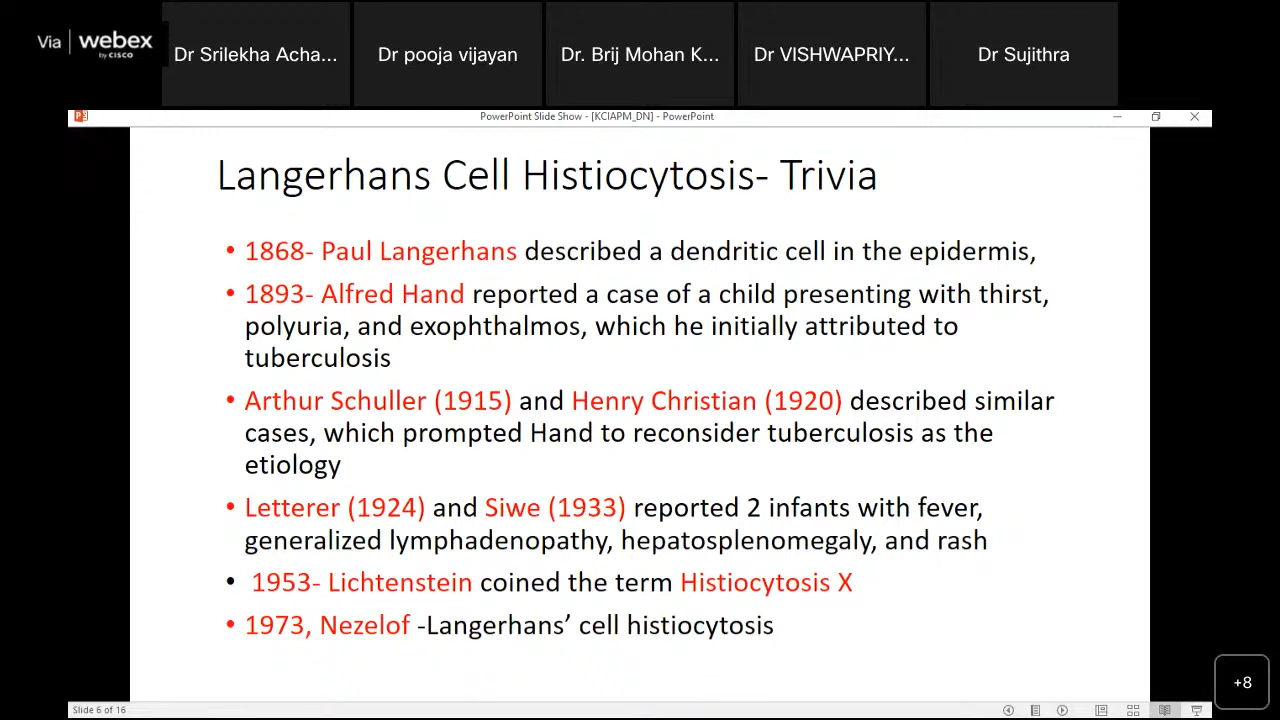 Via | webex
by CISCO
Dr Srilekha Acha...
Dr pooja vijayan
Dr. Brij Mohan K...
Dr VISHWAPRIY...
Dr Sujithra
PowerPoint Slide Show - [KCIAPM_DN] - PowerPoint
Langerhans Cell Histiocytosis- Trivia
• 1868- Paul Langerhans described a dendritic cell in the epidermis,
• 1893- Alfred Hand reported a case of a child presenting with thirst,
polyuria, and exophthalmos, which he initially attributed to
tuberculosis
• Arthur Schuller (1915) and Henry Christian (1920) described similar
cases, which prompted Hand to reconsider tuberculosis as the
etiology
• Letterer (1924) and Siwe (1933) reported 2 infants with fever,
generalized lymphadenopathy, hepatosplenomegaly, and rash
• 1953- Lichtenstein coined the term Histiocytosis X
• 1973, Nezelof -Langerhans’ cell histiocytosis
+8
Slide 6 of 16